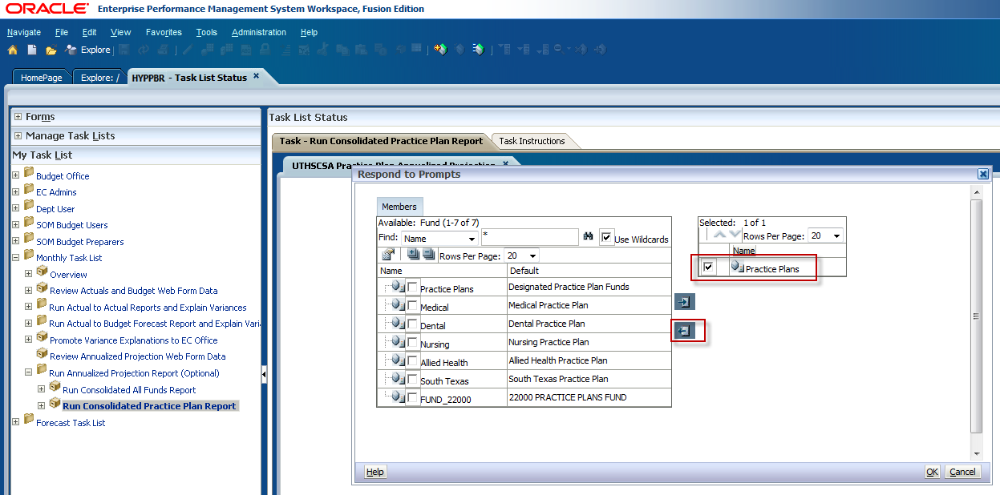 ORACLE® Enterprise Performance Management System Workspace, Fusion Edition
Navigate File Edit View Favorites Tools Administration Help
Explore
HomePage Explore: / HYPPBR - Task List Status
Forms
Manage Task Lists
My Task List
Budget Office
EC Admins
Dept User
SOM Budget Users
SOM Budget Preparers
Monthly Task List
Overview
Review Actuals and Budget Web Form Data
Run Actual to Actual Reports and Explain Variances
Run Actual to Budget Forecast Report and Explain Varia
Promote Variance Explanations to EC Office
Review Annualized Projection Web Form Data
Run Annualized Projection Report (Optional)
Run Consolidated All Funds Report
Run Consolidated Practice Plan Report
Forecast Task List
Task List Status
Task - Run Consolidated Practice Plan Report Task Instructions
UTHSCSA Practice Plan Annualized Projection
Respond to Prompts
Members
Available: Fund (1-7 of 7)
Find: Name * Use Wildcards
Rows Per Page: 20
Name Default
Practice Plans Designated Practice Plan Funds
Medical Medical Practice Plan
Dental Dental Practice Plan
Nursing Nursing Practice Plan
Allied Health Allied Health Practice Plan
South Texas South Texas Practice Plan
FUND_22000 22000 PRACTICE PLANS FUND
Selected: 1 of 1
Rows Per Page: 20
Name
Practice Plans
Help OK Cancel